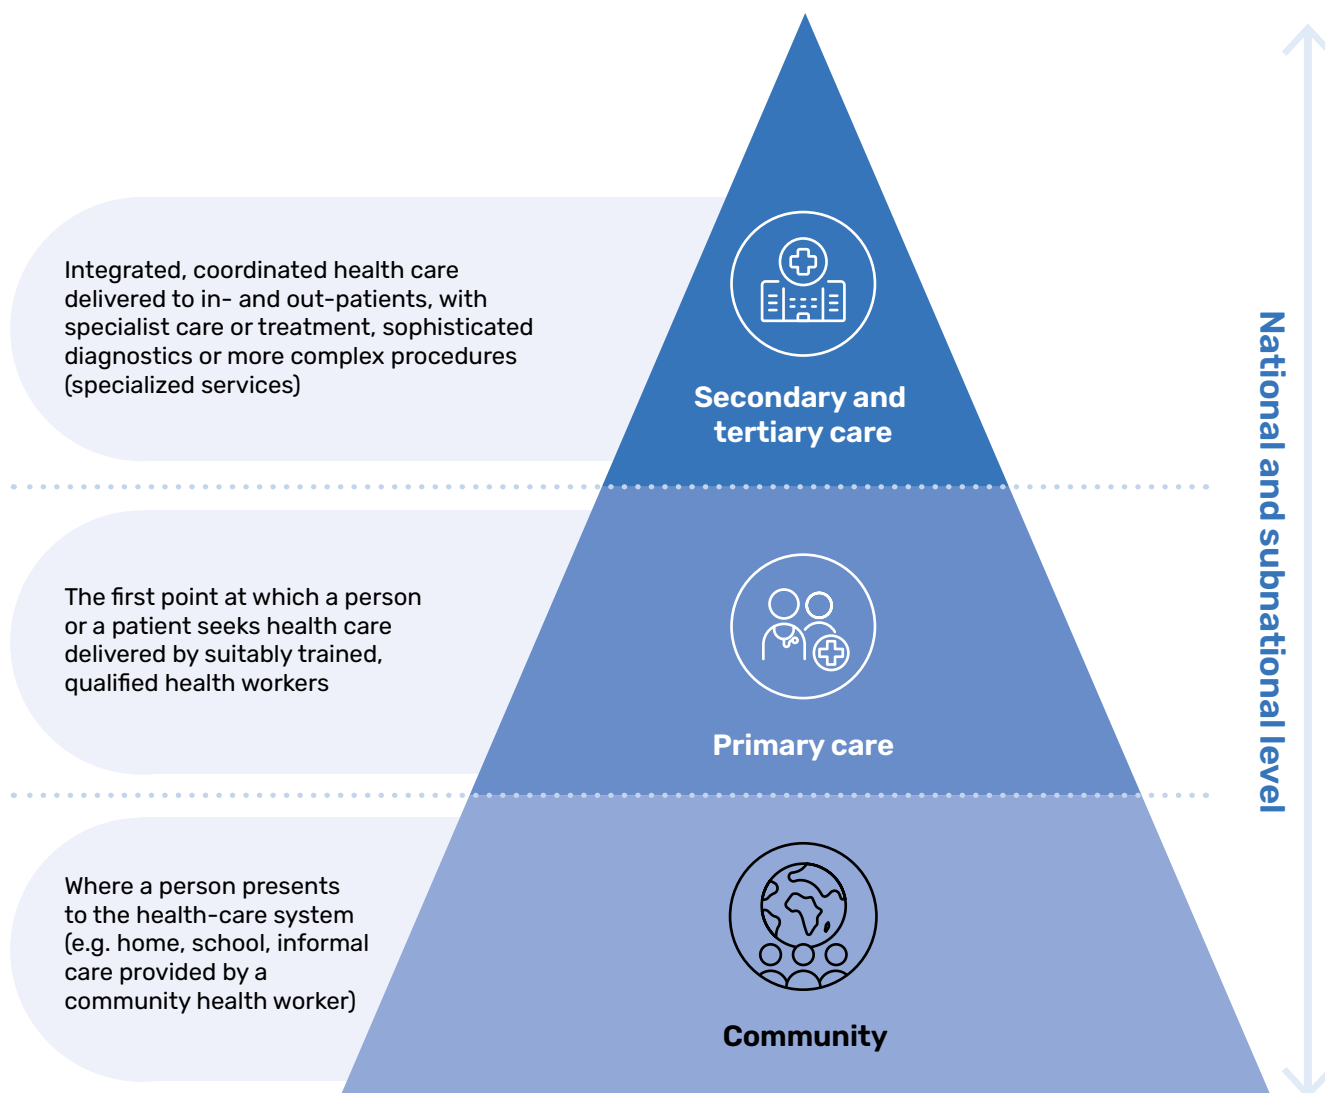 Integrated, coordinated health care
delivered to in- and out-patients, with
specialist care or treatment, sophisticated
diagnostics or more complex procedures
(specialized services)
Secondary and
tertiary care
The first point at which a person
or a patient seeks health care
delivered by suitably trained,
qualified health workers
Primary care
Where a person presents
to the health-care system
(e.g. home, school, informal
care provided by a
community health worker)
Community
National and subnational level